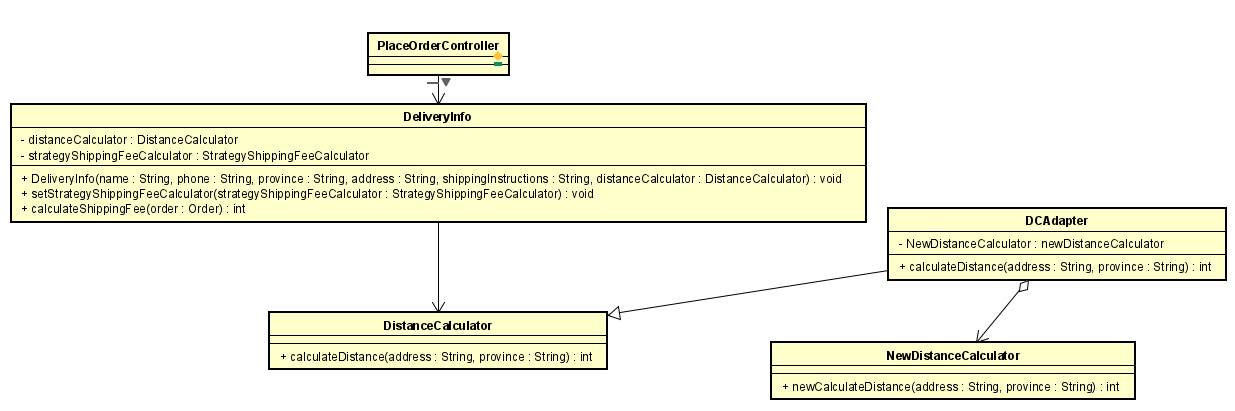 PlaceOrderController
DeliveryInfo
- distanceCalculator : DistanceCalculator
- strategyShippingFeeCalculator : StrategyShippingFeeCalculator
+ DeliveryInfo(name : String, phone : String, province : String, address : String, shippingInstructions : String, distanceCalculator : DistanceCalculator) : void
+ setStrategyShippingFeeCalculator(strategyShippingFeeCalculator : StrategyShippingFeeCalculator) : void
+ calculateShippingFee(order : Order) : int
DCAdapter
- NewDistanceCalculator : newDistanceCalculator
+ calculateDistance(address : String, province : String) : int
DistanceCalculator
+ calculateDistance(address : String, province : String) : int
NewDistanceCalculator
+ newCalculateDistance(address : String, province : String) : int